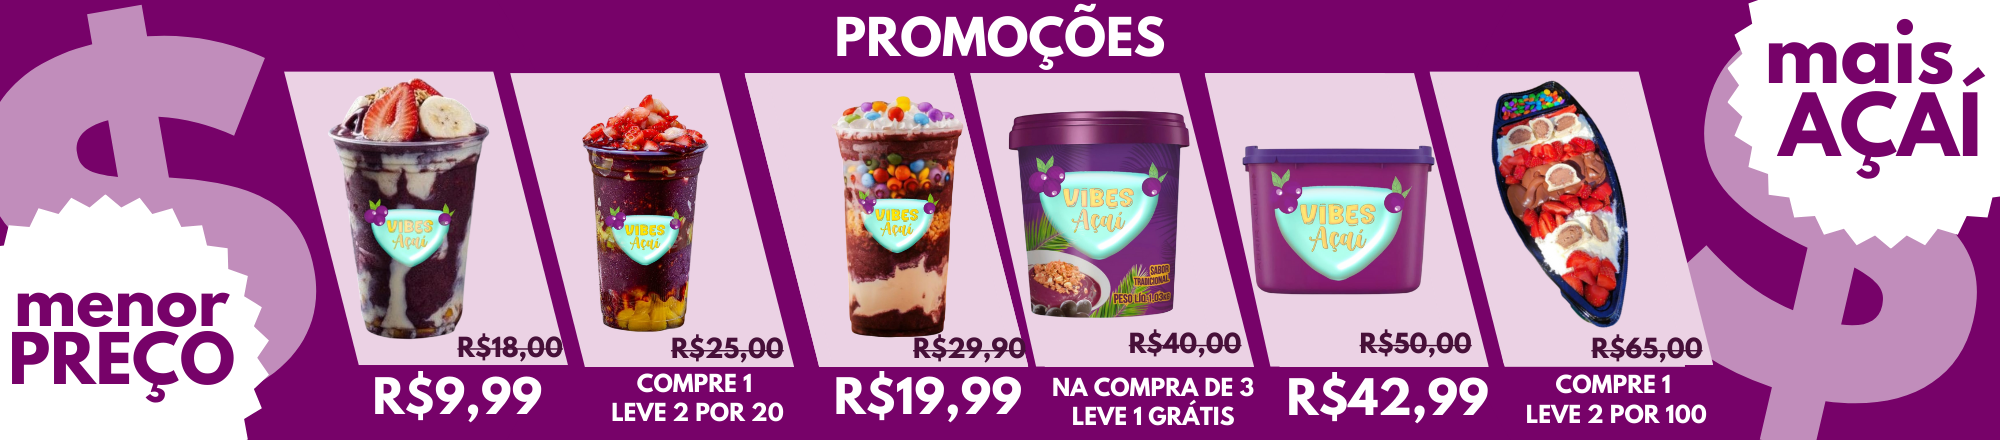 PROMOÇÕES
menor
PREÇO
mais
AÇAÍ
VIBES
Açaí
R$18,00
R$9,99
VIBES
Açaí
R$25,00
COMPRE 1
LEVE 2 POR 20
VIBES
Açaí
R$29,90
R$19,99
VIBES
Açaí
SABOR
TRADICIONAL
PESO LÍQ. 1,03KG
R$40,00
NA COMPRA DE 3
LEVE 1 GRÁTIS
VIBES
Açaí
R$50,00
R$42,99
R$65,00
COMPRE 1
LEVE 2 POR 100